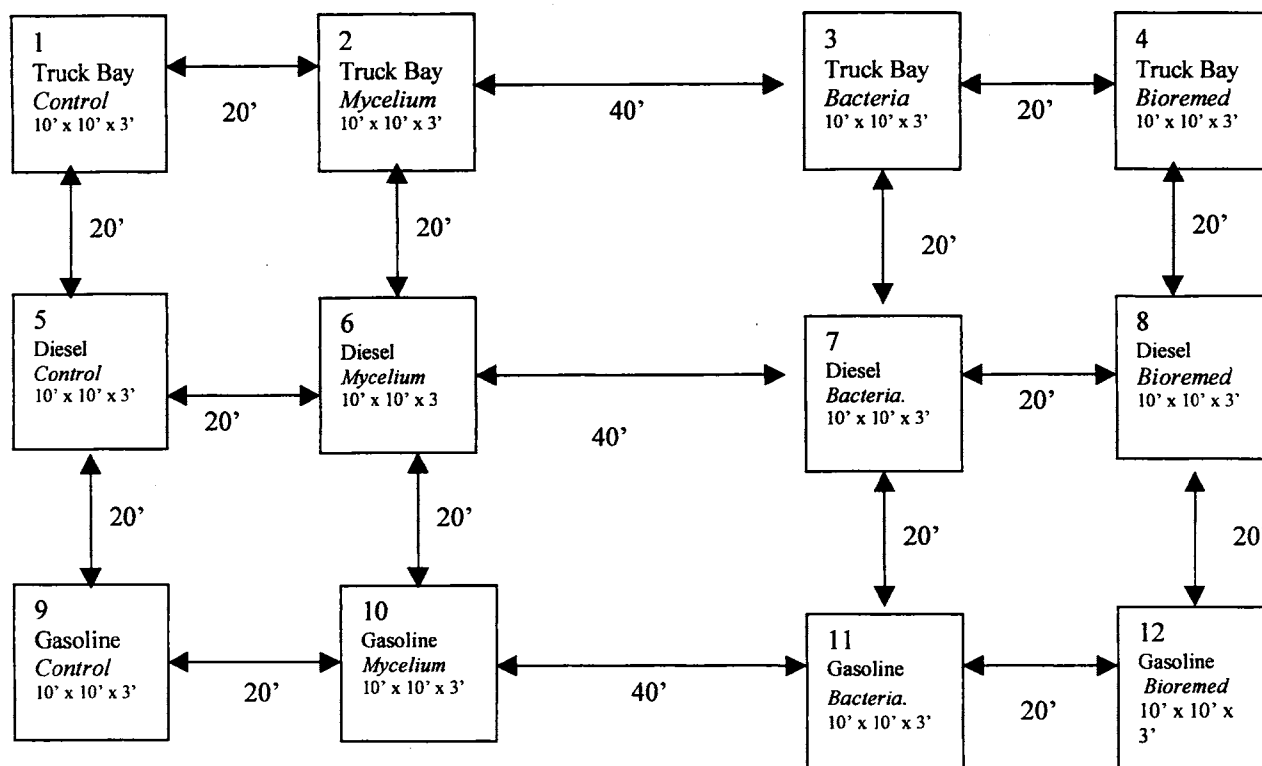 1
Truck Bay
Control
10' x 10' x 3'
20’
2
Truck Bay
Mycelium
10' x 10' x 3'
40’
3
Truck Bay
Bacteria
10' x 10' x 3'
20’
4
Truck Bay
Bioremed
10' x 10' x 3'
20’
20’
20’
20’
5
Diesel
Control
10' x 10' x 3'
20’
6
Diesel
Mycelium
10' x 10' x 3
40’
7
Diesel
Bacteria.
10' x 10' x 3'
20’
8
Diesel
Bioremed
10' x 10' x 3'
20’
20’
20’
20
9
Gasoline
Control
10' x 10' x 3'
20’
10
Gasoline
Mycelium
10' x 10' x 3'
40’
11
Gasoline
Bacteria.
10' x 10' x 3'
20’
12
Gasoline
Bioremed
10’ x 10’ x
3’